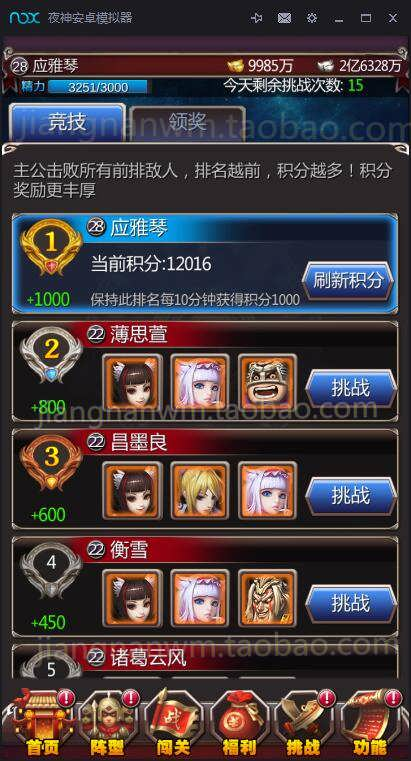 nox 夜神安卓模拟器
28 应雅琴 9985万 2亿6328万
精力 3251/3000 今天剩余挑战次数: 15
竞技 领奖
jiangnanwm.taobao.com
主公击败所有前排敌人，排名越前，积分越多！积分
奖励更丰厚
1 28 应雅琴
当前积分:12016
刷新积分
+1000 保持此排名每10分钟获得积分1000
2 22 薄思萱
挑战
+800
jiangnanwm.taobao.com
3 22 昌墨良
挑战
+600
4 22 衡雪
挑战
+450
jiangnanwm.taobao.com
5 22 诸葛云风
首页 阵型 闯关 福利 挑战 功能